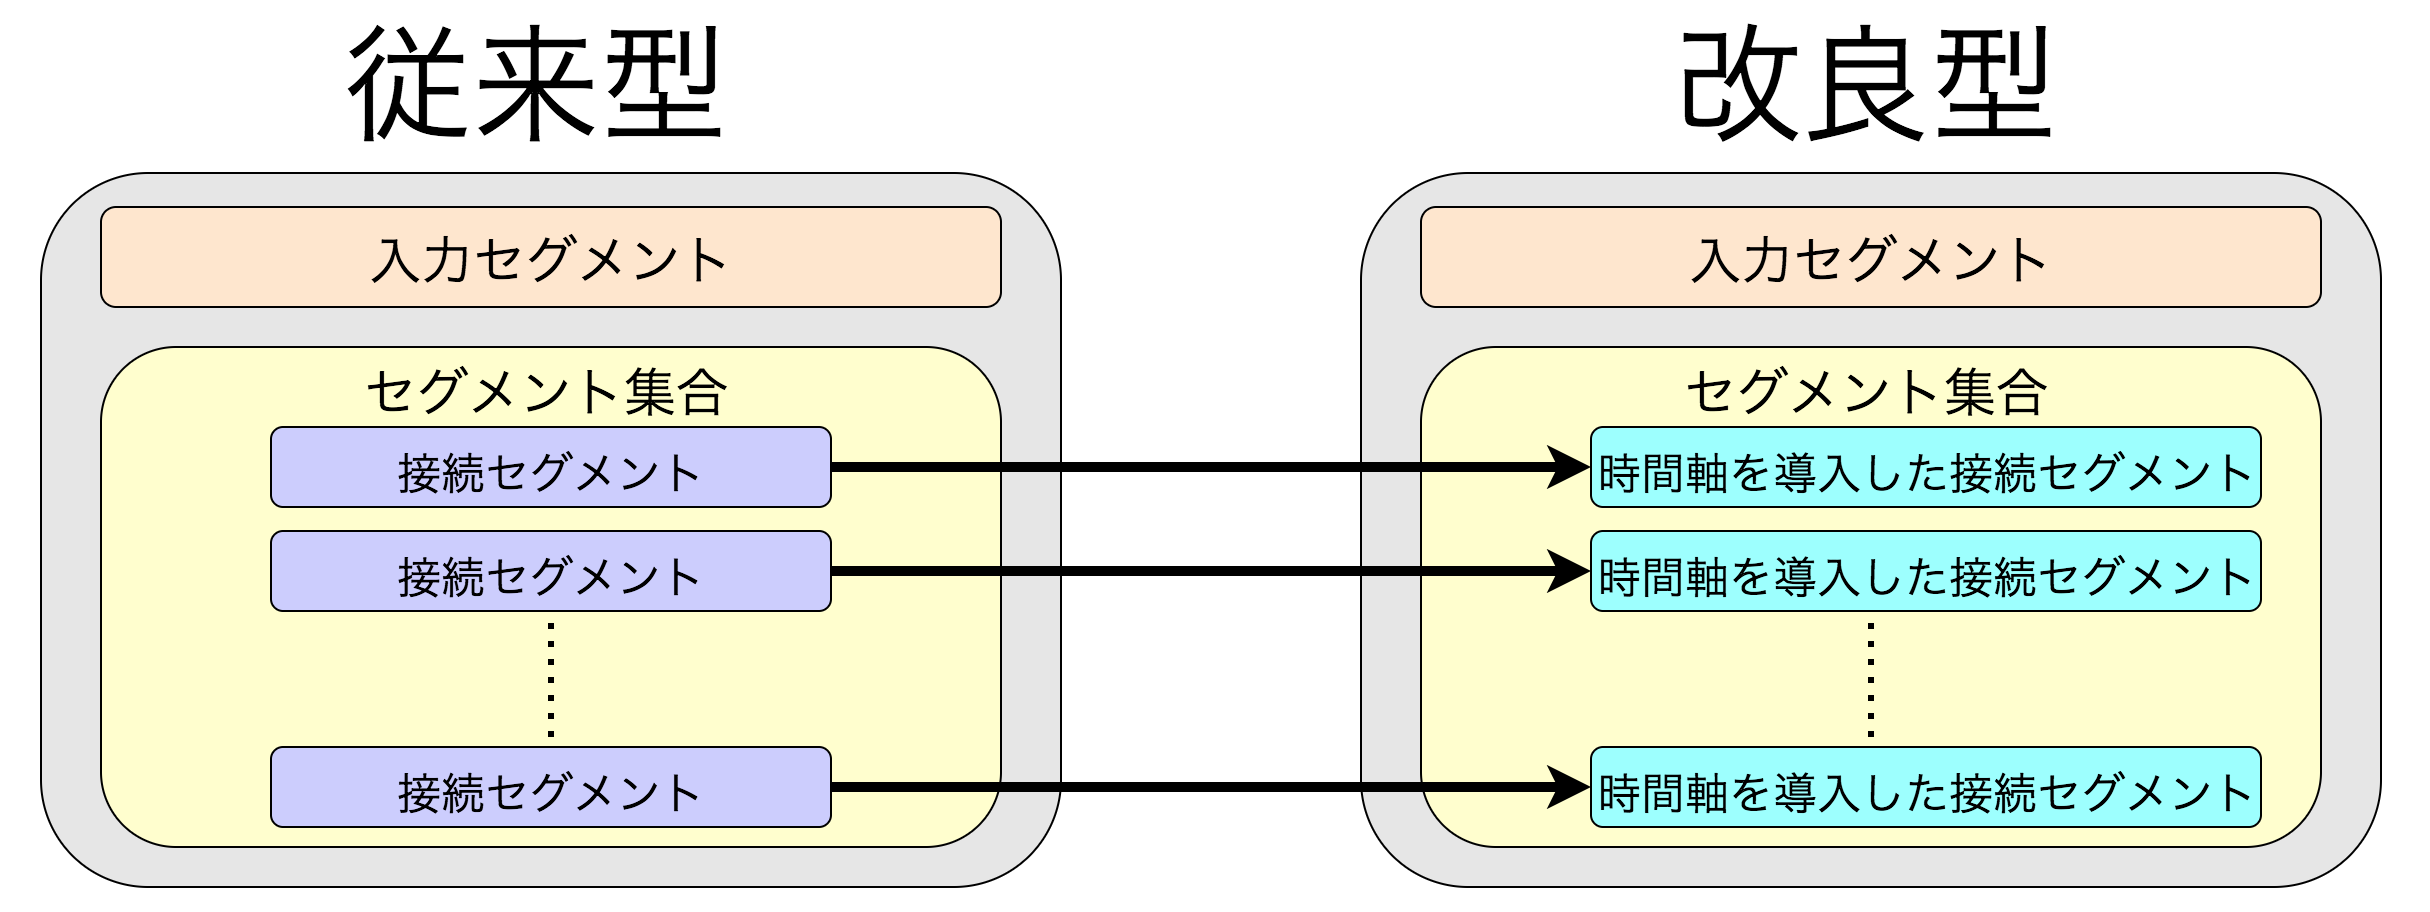 従来型
入力セグメント
セグメント集合
接続セグメント
接続セグメント
接続セグメント
改良型
入力セグメント
セグメント集合
時間軸を導入した接続セグメント
時間軸を導入した接続セグメント
時間軸を導入した接続セグメント